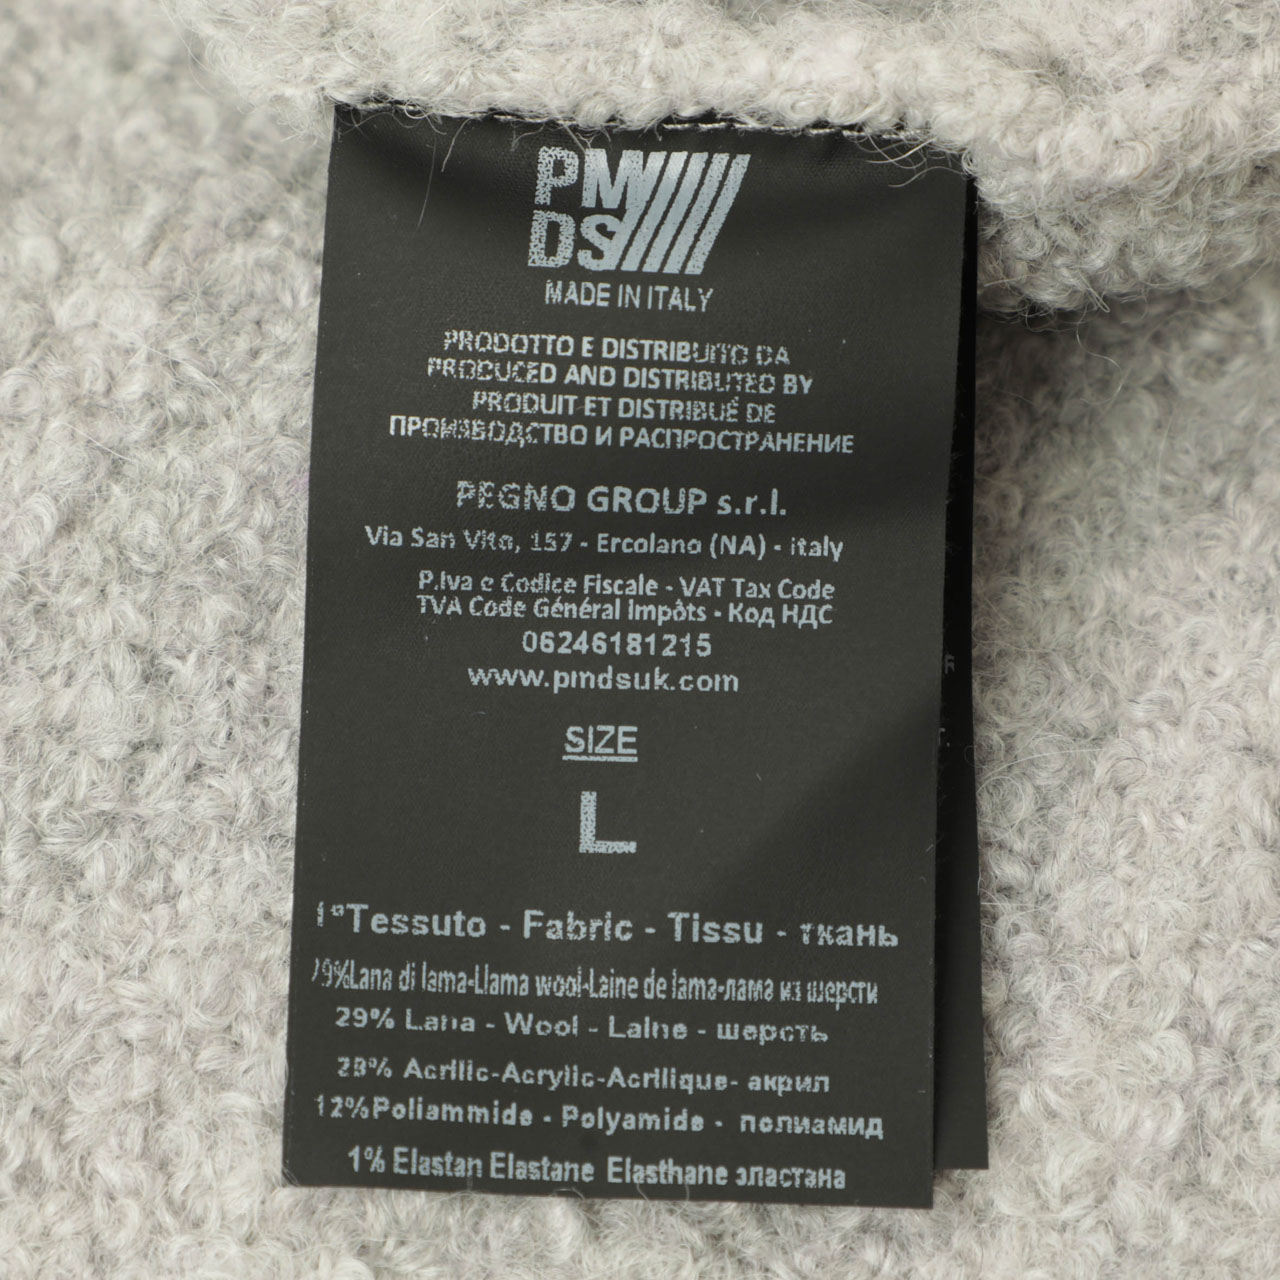 PM
DS
MADE IN ITALY
PRODOTTO E DISTRIBUITO DA
PRODUCED AND DISTRIBUTED BY
PRODUIT ET DISTRIBUÉ DE
ПРОИЗВОДСТВО И РАСПРОСТРАНЕНИЕ
PEGNO GROUP s.r.l.
Via San Vito, 157 - Ercolano (NA) - Italy
P.Iva e Codice Fiscale - VAT Tax Code
TVA Code Général Impôts - Код НДС
06246181215
www.pmdsuk.com
SIZE
L
1°Tessuto - Fabric - Tissu - ткань
29%Lana di lama-Llama wool-Laine de lama-лама из шерсти
29% Lana - Wool - Laine - шерсть
28% Acrilic-Acrylic-Acrilique- акрил
12%Poliammide - Polyamide - полиамид
1% Elastan Elastane Elasthane эластана